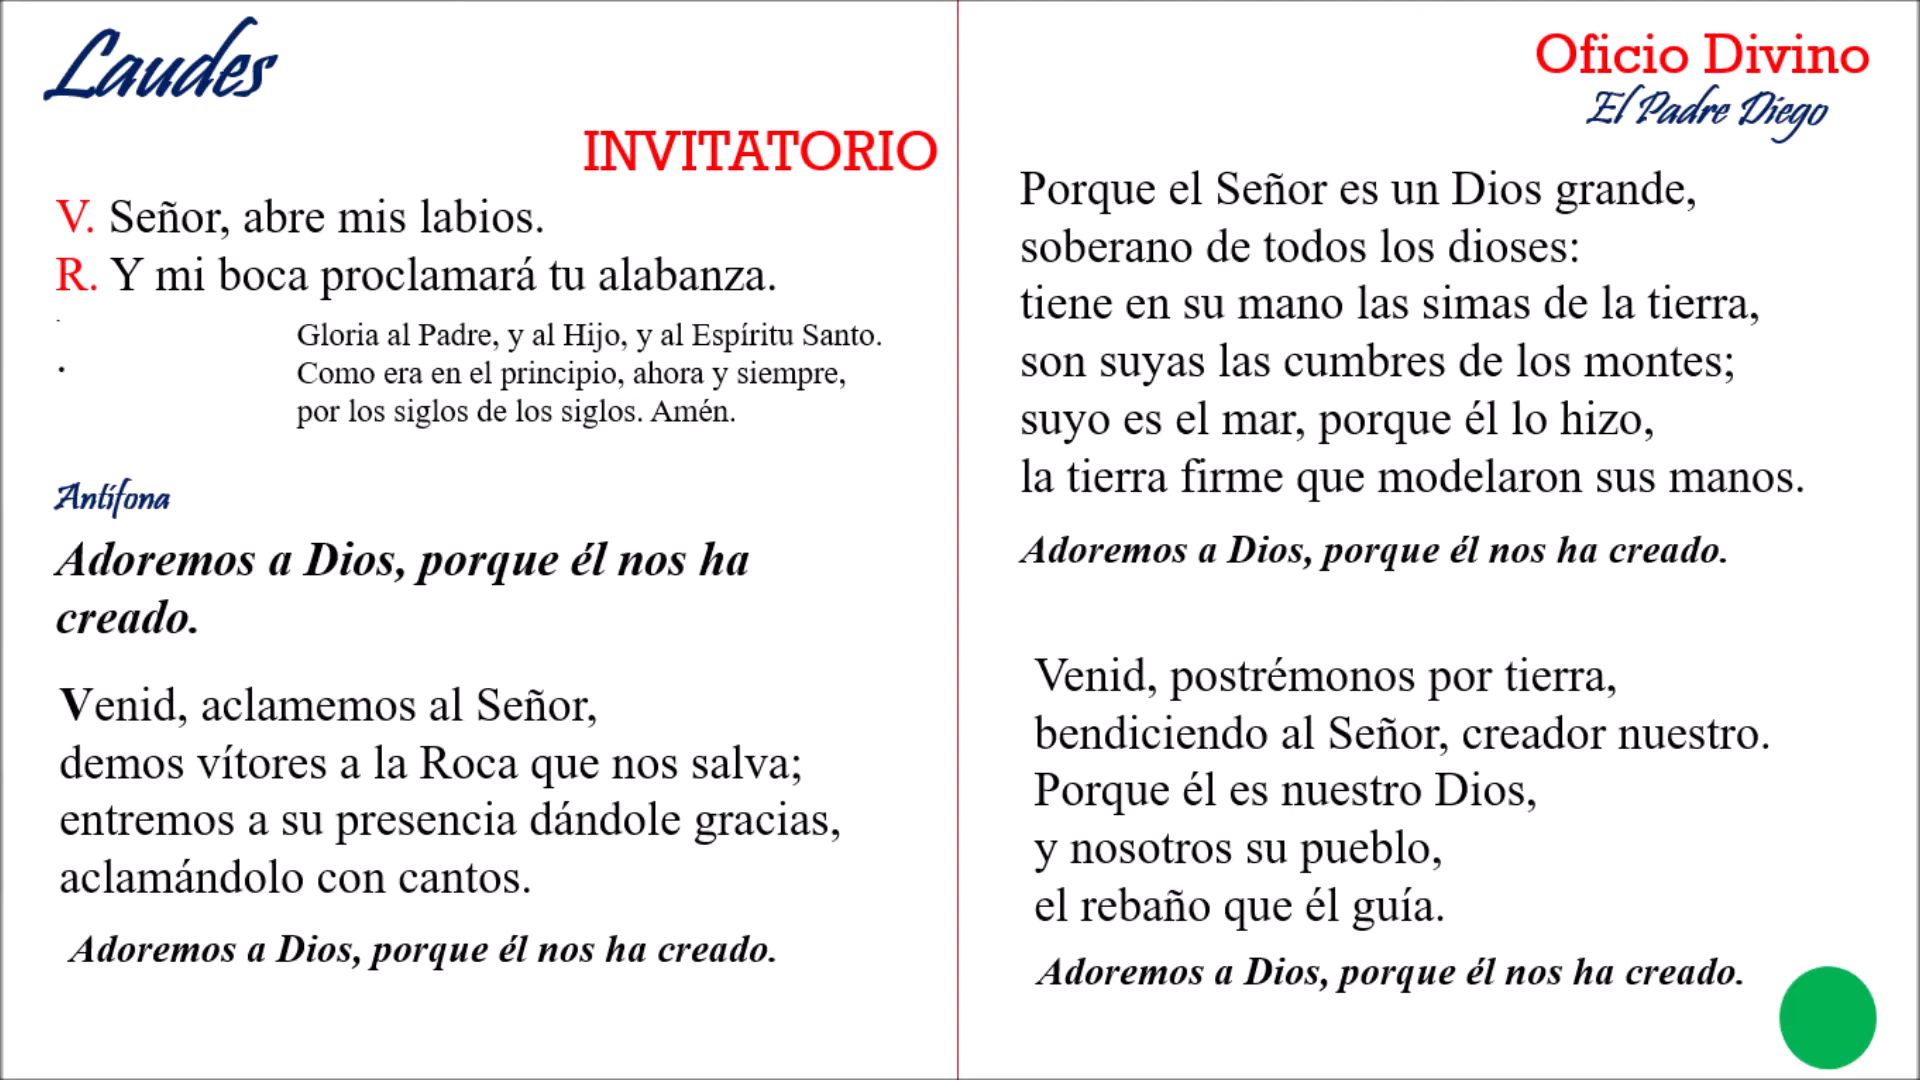 Laudes
INVITATORIO
V. Señor, abre mis labios.
R. Y mi boca proclamará tu alabanza.
Gloria al Padre, y al Hijo, y al Espíritu Santo.
Como era en el principio, ahora y siempre,
por los siglos de los siglos. Amén.
Antífona
Adoremos a Dios, porque él nos ha
creado.
Venid, aclamemos al Señor,
demos vítores a la Roca que nos salva;
entremos a su presencia dándole gracias,
aclamándolo con cantos.
Adoremos a Dios, porque él nos ha creado.
Oficio Divino
El Padre Diego
Porque el Señor es un Dios grande,
soberano de todos los dioses:
tiene en su mano las simas de la tierra,
son suyas las cumbres de los montes;
suyo es el mar, porque él lo hizo,
la tierra firme que modelaron sus manos.
Adoremos a Dios, porque él nos ha creado.
Venid, postrémonos por tierra,
bendiciendo al Señor, creador nuestro.
Porque él es nuestro Dios,
y nosotros su pueblo,
el rebaño que él guía.
Adoremos a Dios, porque él nos ha creado.